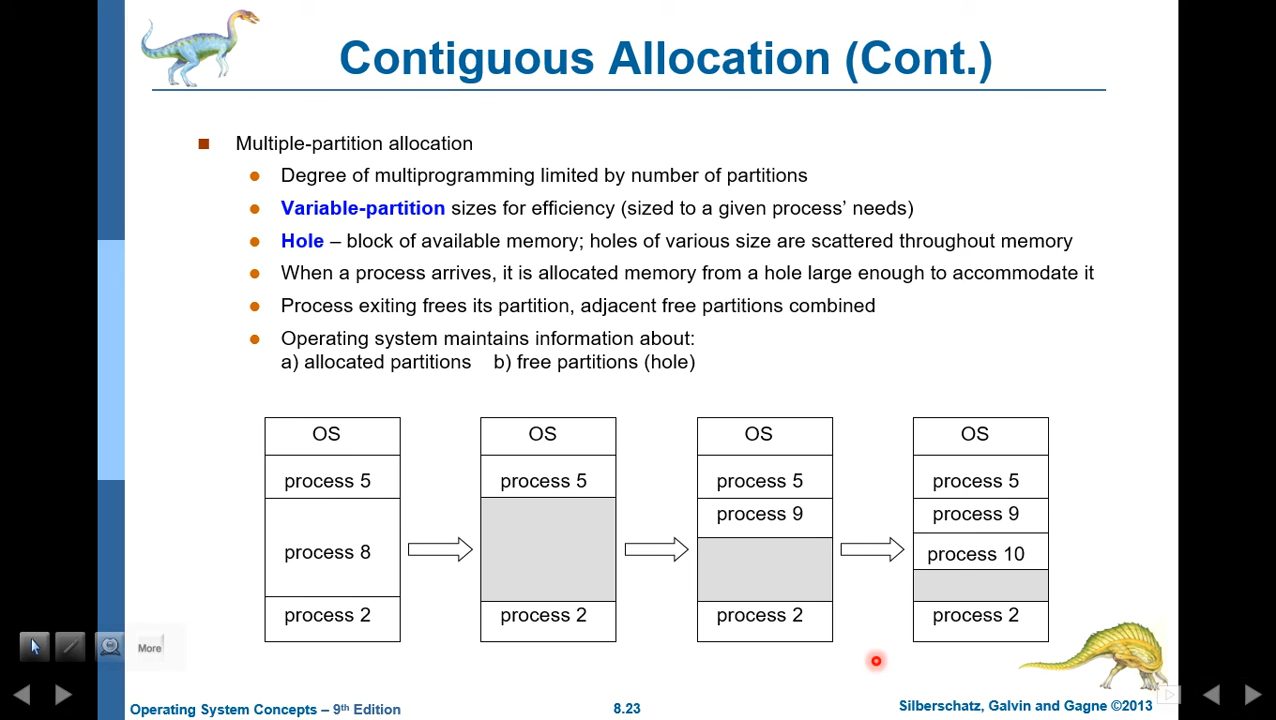 Contiguous Allocation (Cont.)
Multiple-partition allocation
Degree of multiprogramming limited by number of partitions
Variable-partition sizes for efficiency (sized to a given process’ needs)
Hole – block of available memory; holes of various size are scattered throughout memory
When a process arrives, it is allocated memory from a hole large enough to accommodate it
Process exiting frees its partition, adjacent free partitions combined
Operating system maintains information about:
a) allocated partitions b) free partitions (hole)
OS
process 5
process 8
process 2
OS
process 5
process 2
OS
process 5
process 9
process 2
OS
process 5
process 9
process 10
process 2
More
Operating System Concepts – 9th Edition
8.23
Silberschatz, Galvin and Gagne ©2013